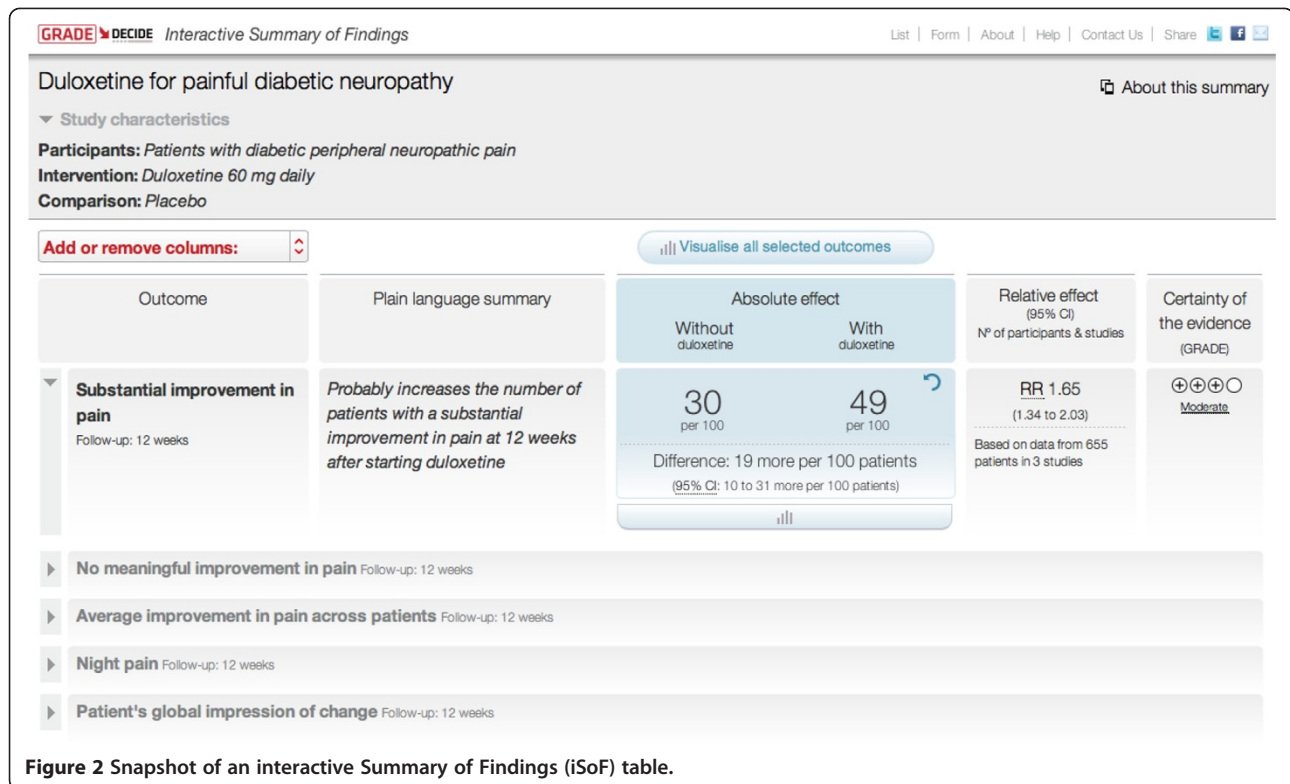 GRADE DECIDE Interactive Summary of Findings
List | Form | About | Help | Contact Us | Share
Duloxetine for painful diabetic neuropathy
About this summary
Study characteristics
Participants: Patients with diabetic peripheral neuropathic pain
Intervention: Duloxetine 60 mg daily
Comparison: Placebo
Add or remove columns:
Visualise all selected outcomes
Outcome
Plain language summary
Absolute effect
Without
duloxetine
With
duloxetine
Relative effect
(95% CI)
Nº of participants & studies
Certainty of
the evidence
(GRADE)
Substantial improvement in
pain
Follow-up: 12 weeks
Probably increases the number of
patients with a substantial
improvement in pain at 12 weeks
after starting duloxetine
30
per 100
49
per 100
Difference: 19 more per 100 patients
(95% CI: 10 to 31 more per 100 patients)
RR 1.65
(1.34 to 2.03)
Based on data from 655
patients in 3 studies
Moderate
No meaningful improvement in pain Follow-up: 12 weeks
Average improvement in pain across patients Follow-up: 12 weeks
Night pain Follow-up: 12 weeks
Patient's global impression of change Follow-up: 12 weeks
Figure 2 Snapshot of an interactive Summary of Findings (iSoF) table.